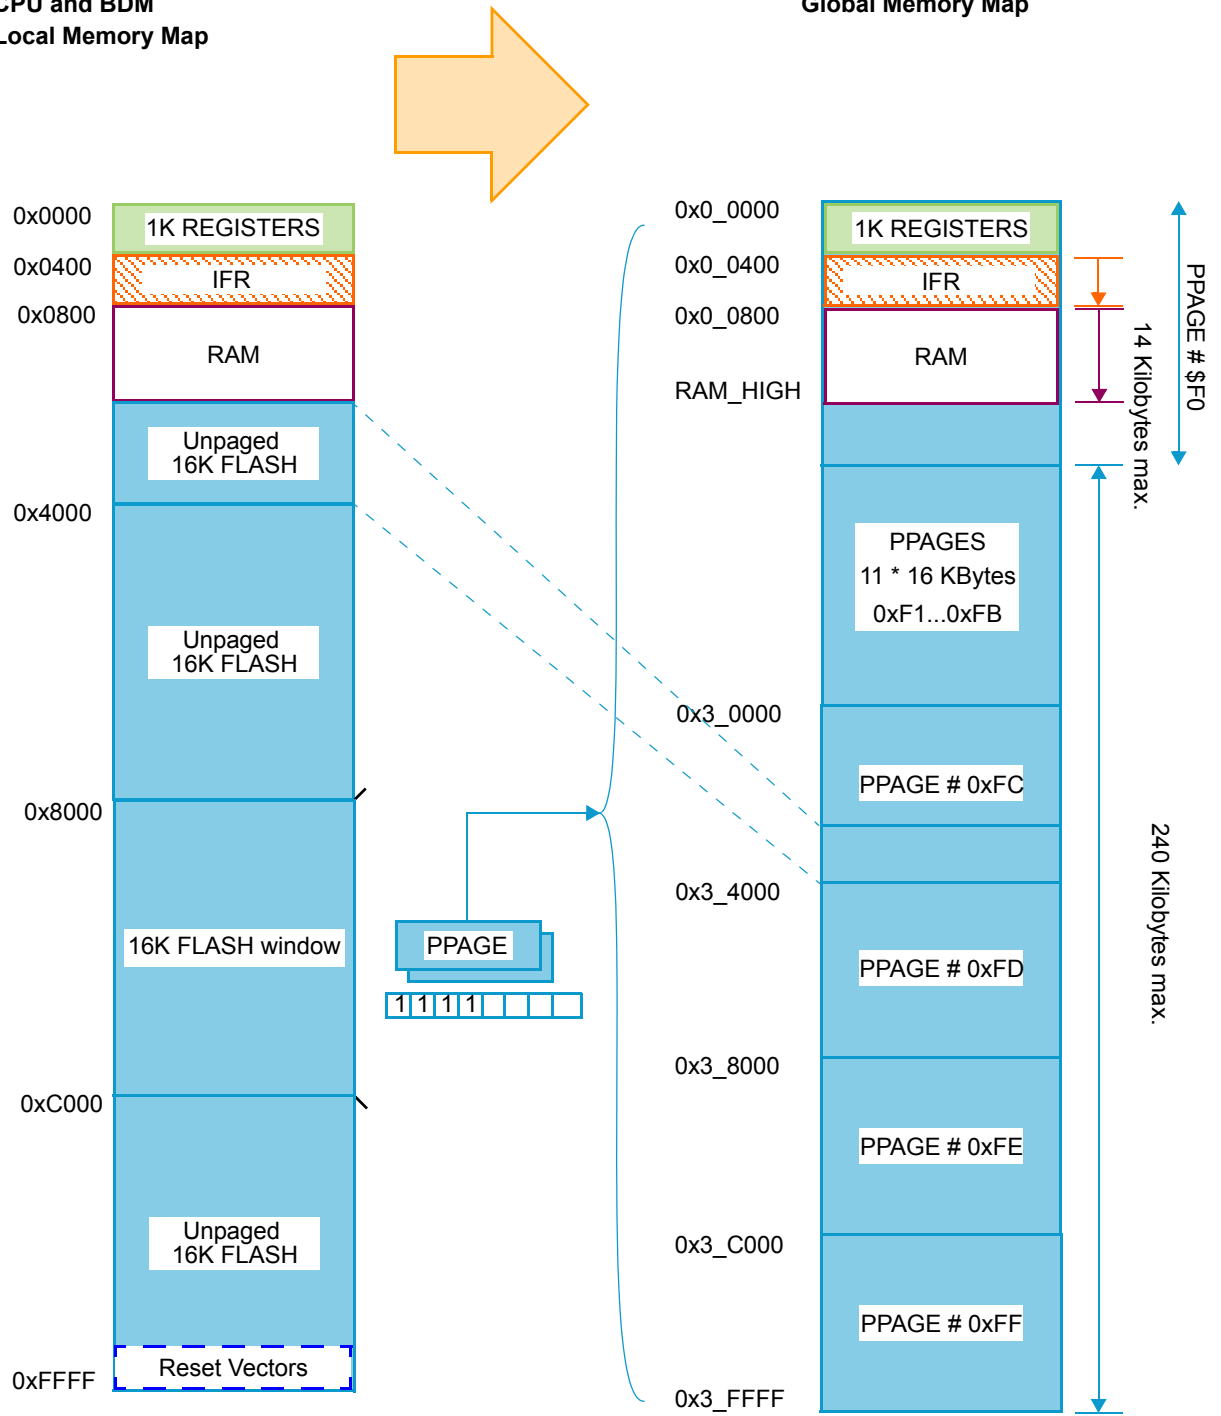 CPU and BDM
Local Memory Map
0x0000
1K REGISTERS
0x0400
IFR
0x0800
RAM
Unpaged
16K FLASH
0x4000
Unpaged
16K FLASH
0x8000
16K FLASH window
0xC000
Unpaged
16K FLASH
Reset Vectors
0xFFFF
PPAGE
1 1 1 1
Global Memory Map
0x0_0000
1K REGISTERS
0x0_0400
IFR
0x0_0800
RAM
RAM_HIGH
PPAGES
11 * 16 KBytes
0xF1...0xFB
0x3_0000
PPAGE # 0xFC
0x3_4000
PPAGE # 0xFD
0x3_8000
PPAGE # 0xFE
0x3_C000
PPAGE # 0xFF
0x3_FFFF
14 Kilobytes max.
PPAGE # $F0
240 Kilobytes max.